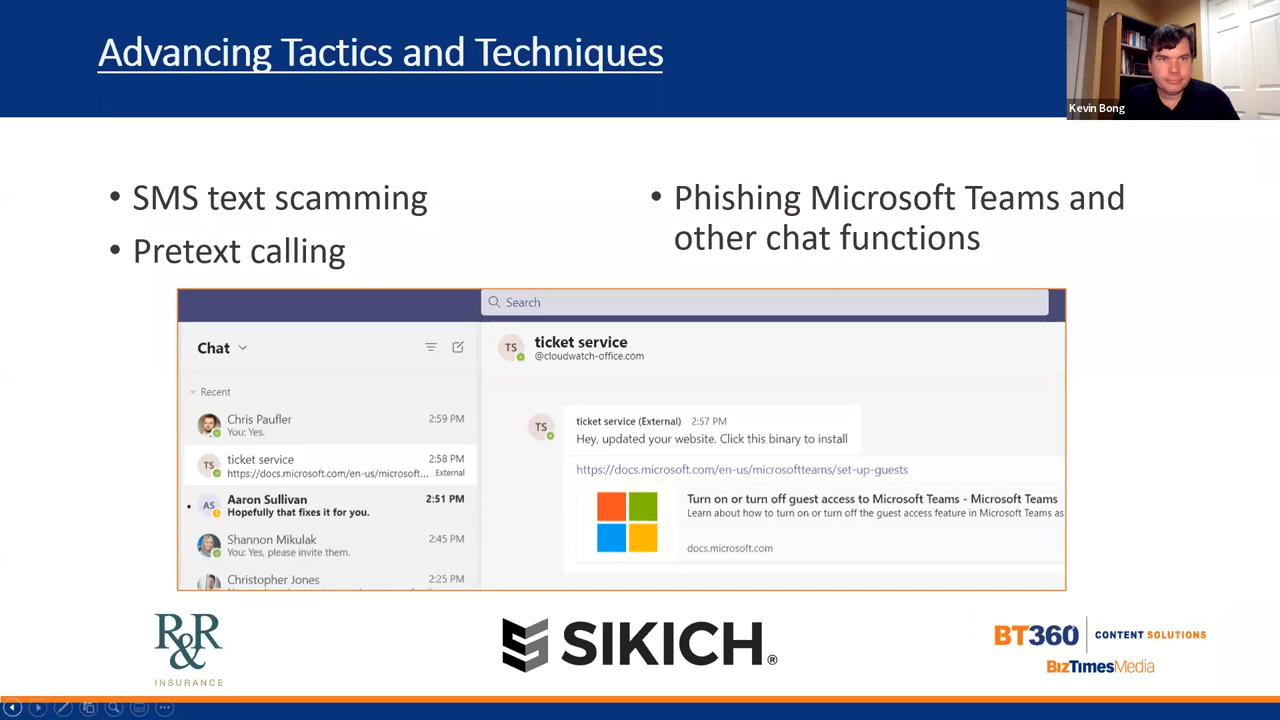 Advancing Tactics and Techniques
Kevin Bong
• SMS text scamming
• Pretext calling
• Phishing Microsoft Teams and
other chat functions
Search
Chat
Recent
Chris Paufler 2:59 PM
You: Yes.
ticket service 2:58 PM
https://docs.microsoft.com/en-us/microsoft... External
AS Aaron Sullivan 2:51 PM
Hopefully that fixes it for you.
Shannon Mikulak 2:45 PM
You: Yes, please invite them.
Christopher Jones 2:25 PM
TS ticket service
@cloudwatch-office.com
TS ticket service (External) 2:57 PM
Hey, updated your website. Click this binary to install
https://docs.microsoft.com/en-us/microsoftteams/set-up-guests
Turn on or turn off guest access to Microsoft Teams - Microsoft Teams
Learn about how to turn on or turn off the guest access feature in Microsoft Teams as
docs.microsoft.com
R&R
INSURANCE
SIKICH®
BT360 CONTENT SOLUTIONS
BizTimesMedia